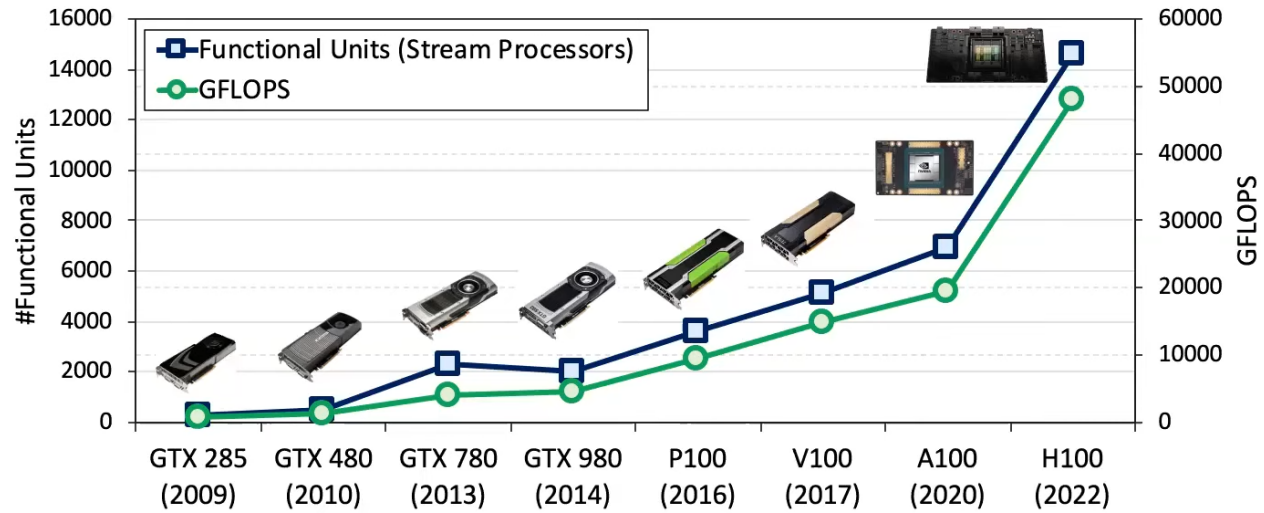 16000
14000
12000
10000
8000
6000
4000
2000
0
#Functional Units
Functional Units (Stream Processors)
GFLOPS
60000
50000
40000
30000
20000
10000
0
GFLOPS
GTX 285
(2009)
GTX 480
(2010)
GTX 780
(2013)
GTX 980
(2014)
P100
(2016)
V100
(2017)
A100
(2020)
H100
(2022)